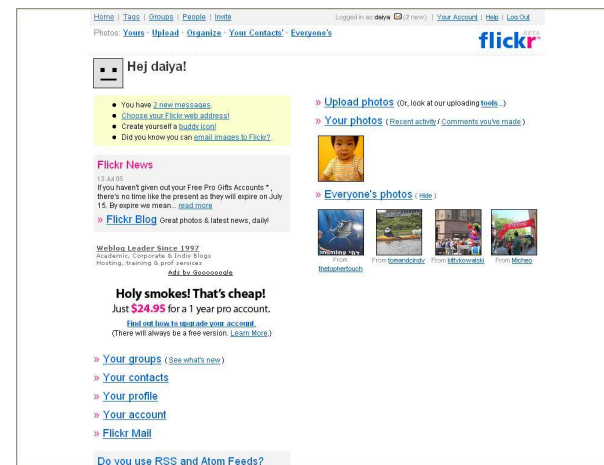 Home | Tags | Groups | People | Invite
Logged in as daiya (2 new) | Your Account | Help | Log Out
Photos: Yours · Upload · Organize · Your Contacts' · Everyone's
flickr BETA
Hej daiya!
You have 2 new messages.
Choose your Flickr web address!
Create yourself a buddy icon!
Did you know you can email images to Flickr?
Flickr News
13 Jul 05
If you haven't given out your Free Pro Gifts Accounts *,
there's no time like the present as they will expire on July
15. By expire we mean... read more
» Flickr Blog Great photos & latest news, daily!
Weblog Leader Since 1997
Academic, Corporate & Indiv Blogs
Hosting, training & prof services
Ads by Goooooogle
Holy smokes! That's cheap!
Just $24.95 for a 1 year pro account.
Find out how to upgrade your account.
(There will always be a free version. Learn More.)
» Your groups ( See what's new )
» Your contacts
» Your profile
» Your account
» Flickr Mail
Do you use RSS and Atom Feeds?
» Upload photos (Or, look at our uploading tools...)
» Your photos ( Recent activity / Comments you've made )
» Everyone's photos ( Hide )
From
thetophertouch
From tomandcindy
From kittykowalski
From Micheo